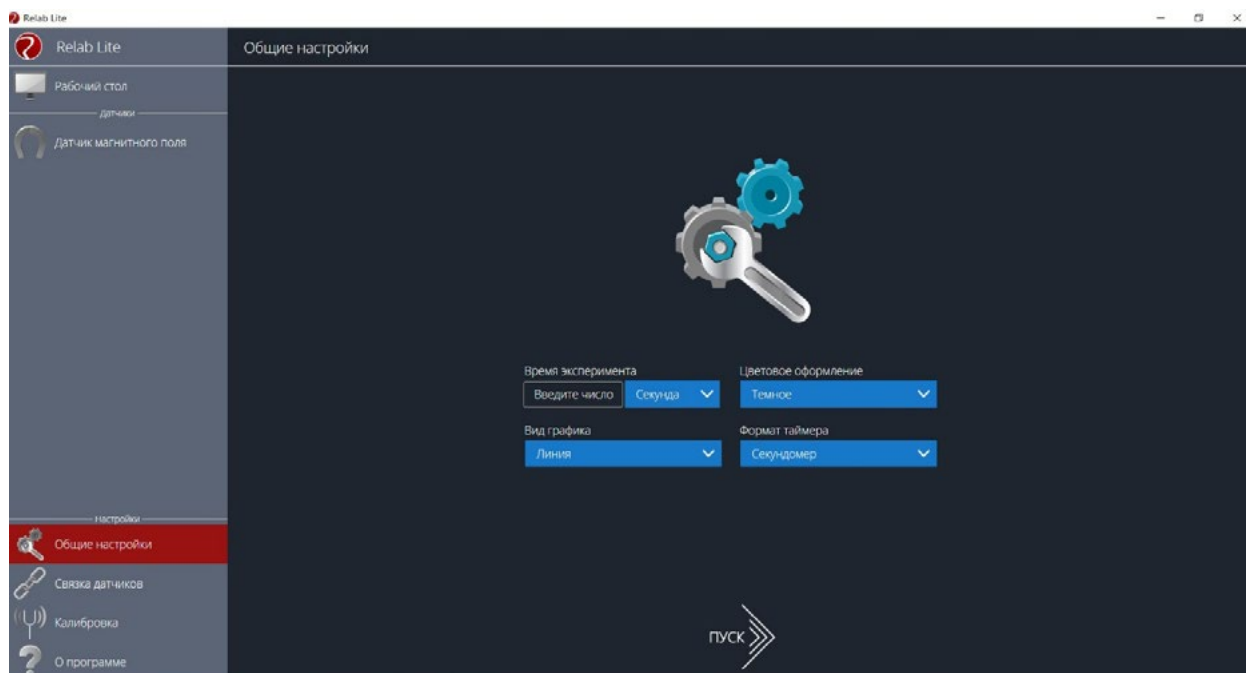 Relab Lite
Relab Lite
Общие настройки
Рабочий стол
Датчики
Датчик магнитного поля
Время эксперимента
Цветовое оформление
Введите число
Секунда
Темное
Вид графика
Формат таймера
Линия
Секундомер
Настройки
Общие настройки
Связка датчиков
Калибровка
О программе
ПУСК